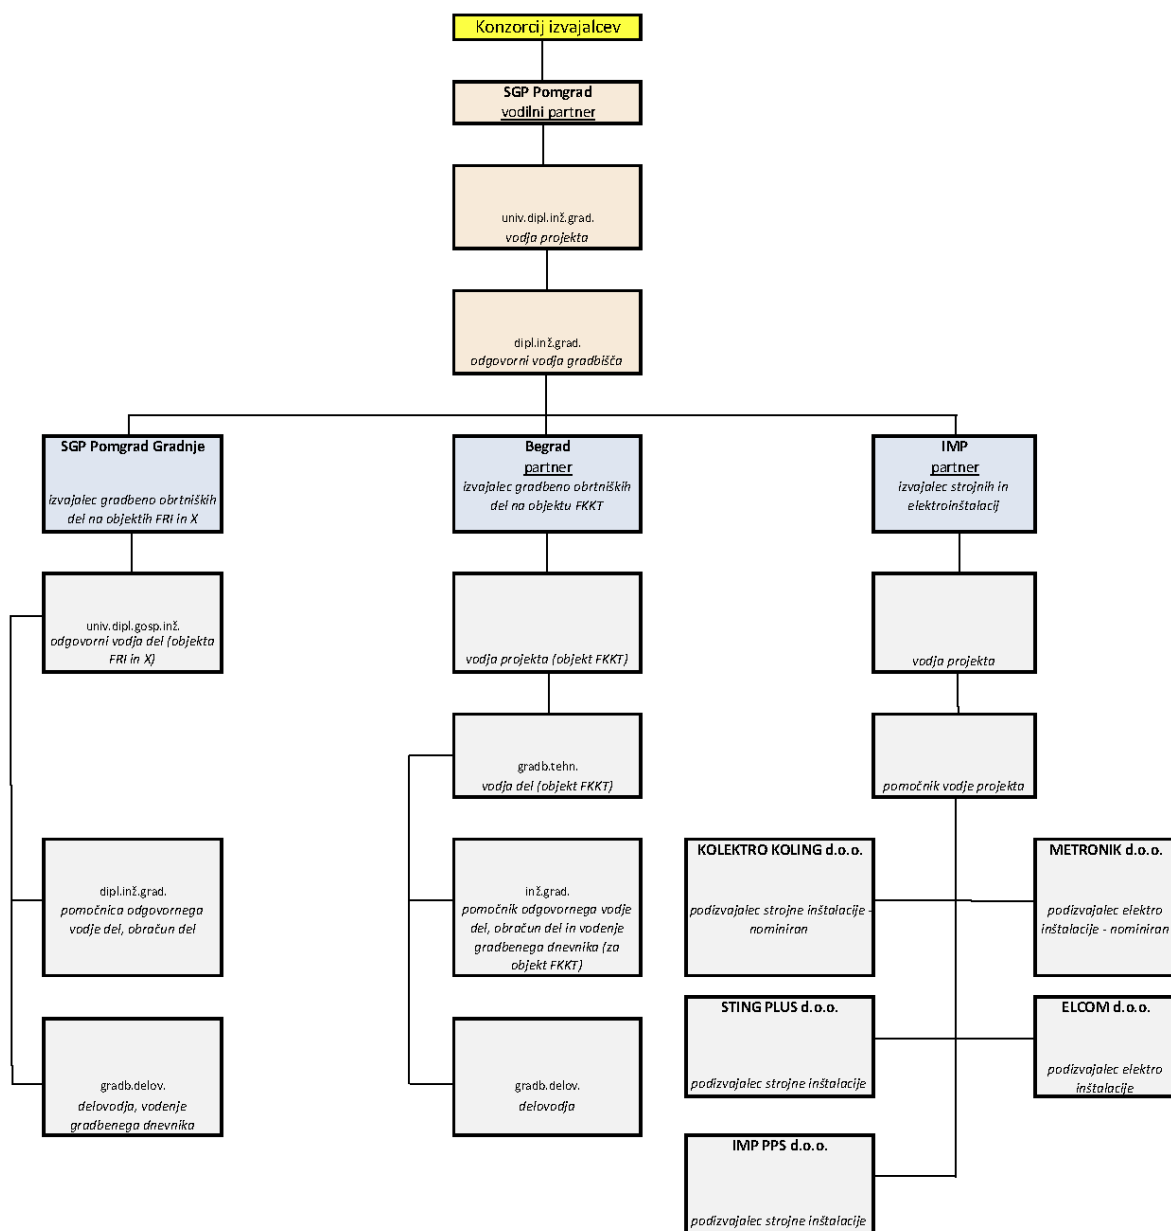 Konzorcij izvajalcev
SGP Pomgrad
vodilni partner
univ.dipl.inž.grad.
vodja projekta
dipl.inž.grad.
odgovorni vodja gradbišča
SGP Pomgrad Gradnje
izvajalec gradbeno obrtniških
del na objektih FRI in X
Begrad
partner
izvajalec gradbeno obrtniških
del na objektu FKKT
IMP
partner
izvajalec strojnih in
elektroinštalacij
univ.dipl.gosp.inž.
odgovorni vodja del (objekta
FRI in X)
vodja projekta (objekt FKKT)
vodja projekta
gradb.tehn.
vodja del (objekt FKKT)
pomočnik vodje projekta
dipl.inž.grad.
pomočnica odgovornega
vodje del, obračun del
inž.grad.
pomočnik odgovornega vodje
del, obračun del in vodenje
gradbenega dnevnika (za
objekt FKKT)
KOLEKTRO KOLING d.o.o.
podizvajalec strojne inštalacije -
nominiran
METRONIK d.o.o.
podizvajalec elektro
inštalacije - nominiran
gradb.delov.
delovodja, vodenje
gradbenega dnevnika
gradb.delov.
delovodja
STING PLUS d.o.o.
podizvajalec strojne inštalacije
ELCOM d.o.o.
podizvajalec elektro
inštalacije
IMP PPS d.o.o.
podizvajalec strojne inštalacije